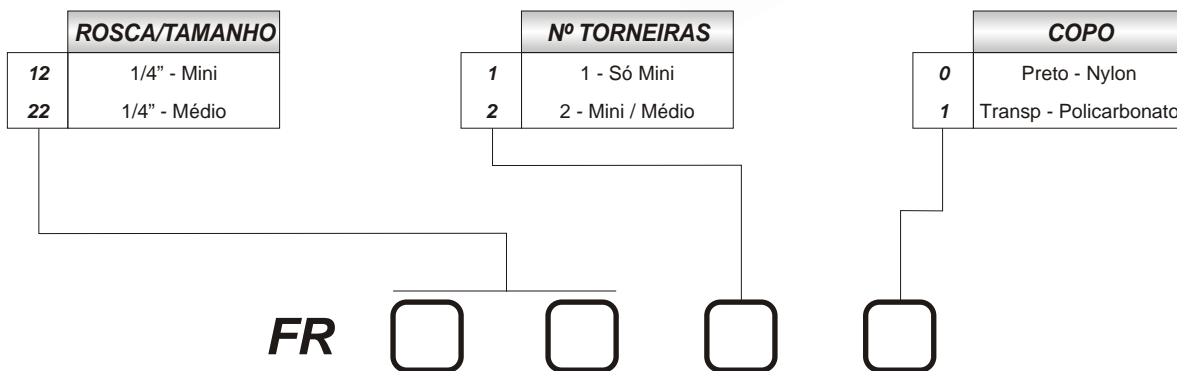 ROSCA/TAMANHO
12 1/4” - Mini
22 1/4” - Médio
Nº TORNEIRAS
1 1 - Só Mini
2 2 - Mini / Médio
COPO
0 Preto - Nylon
1 Transp - Policarbonato
FR